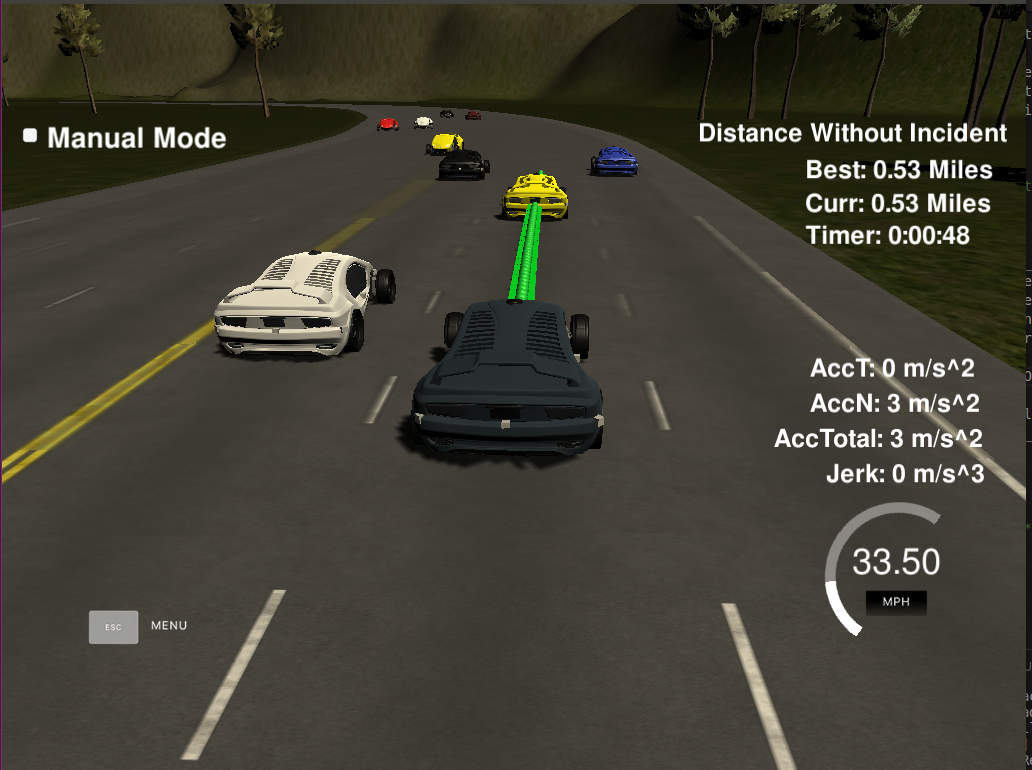 Manual Mode
Distance Without Incident
Best: 0.53 Miles
Curr: 0.53 Miles
Timer: 0:00:48
AccT: 0 m/s^2
AccN: 3 m/s^2
AccTotal: 3 m/s^2
Jerk: 0 m/s^3
33.50
MPH
ESC MENU